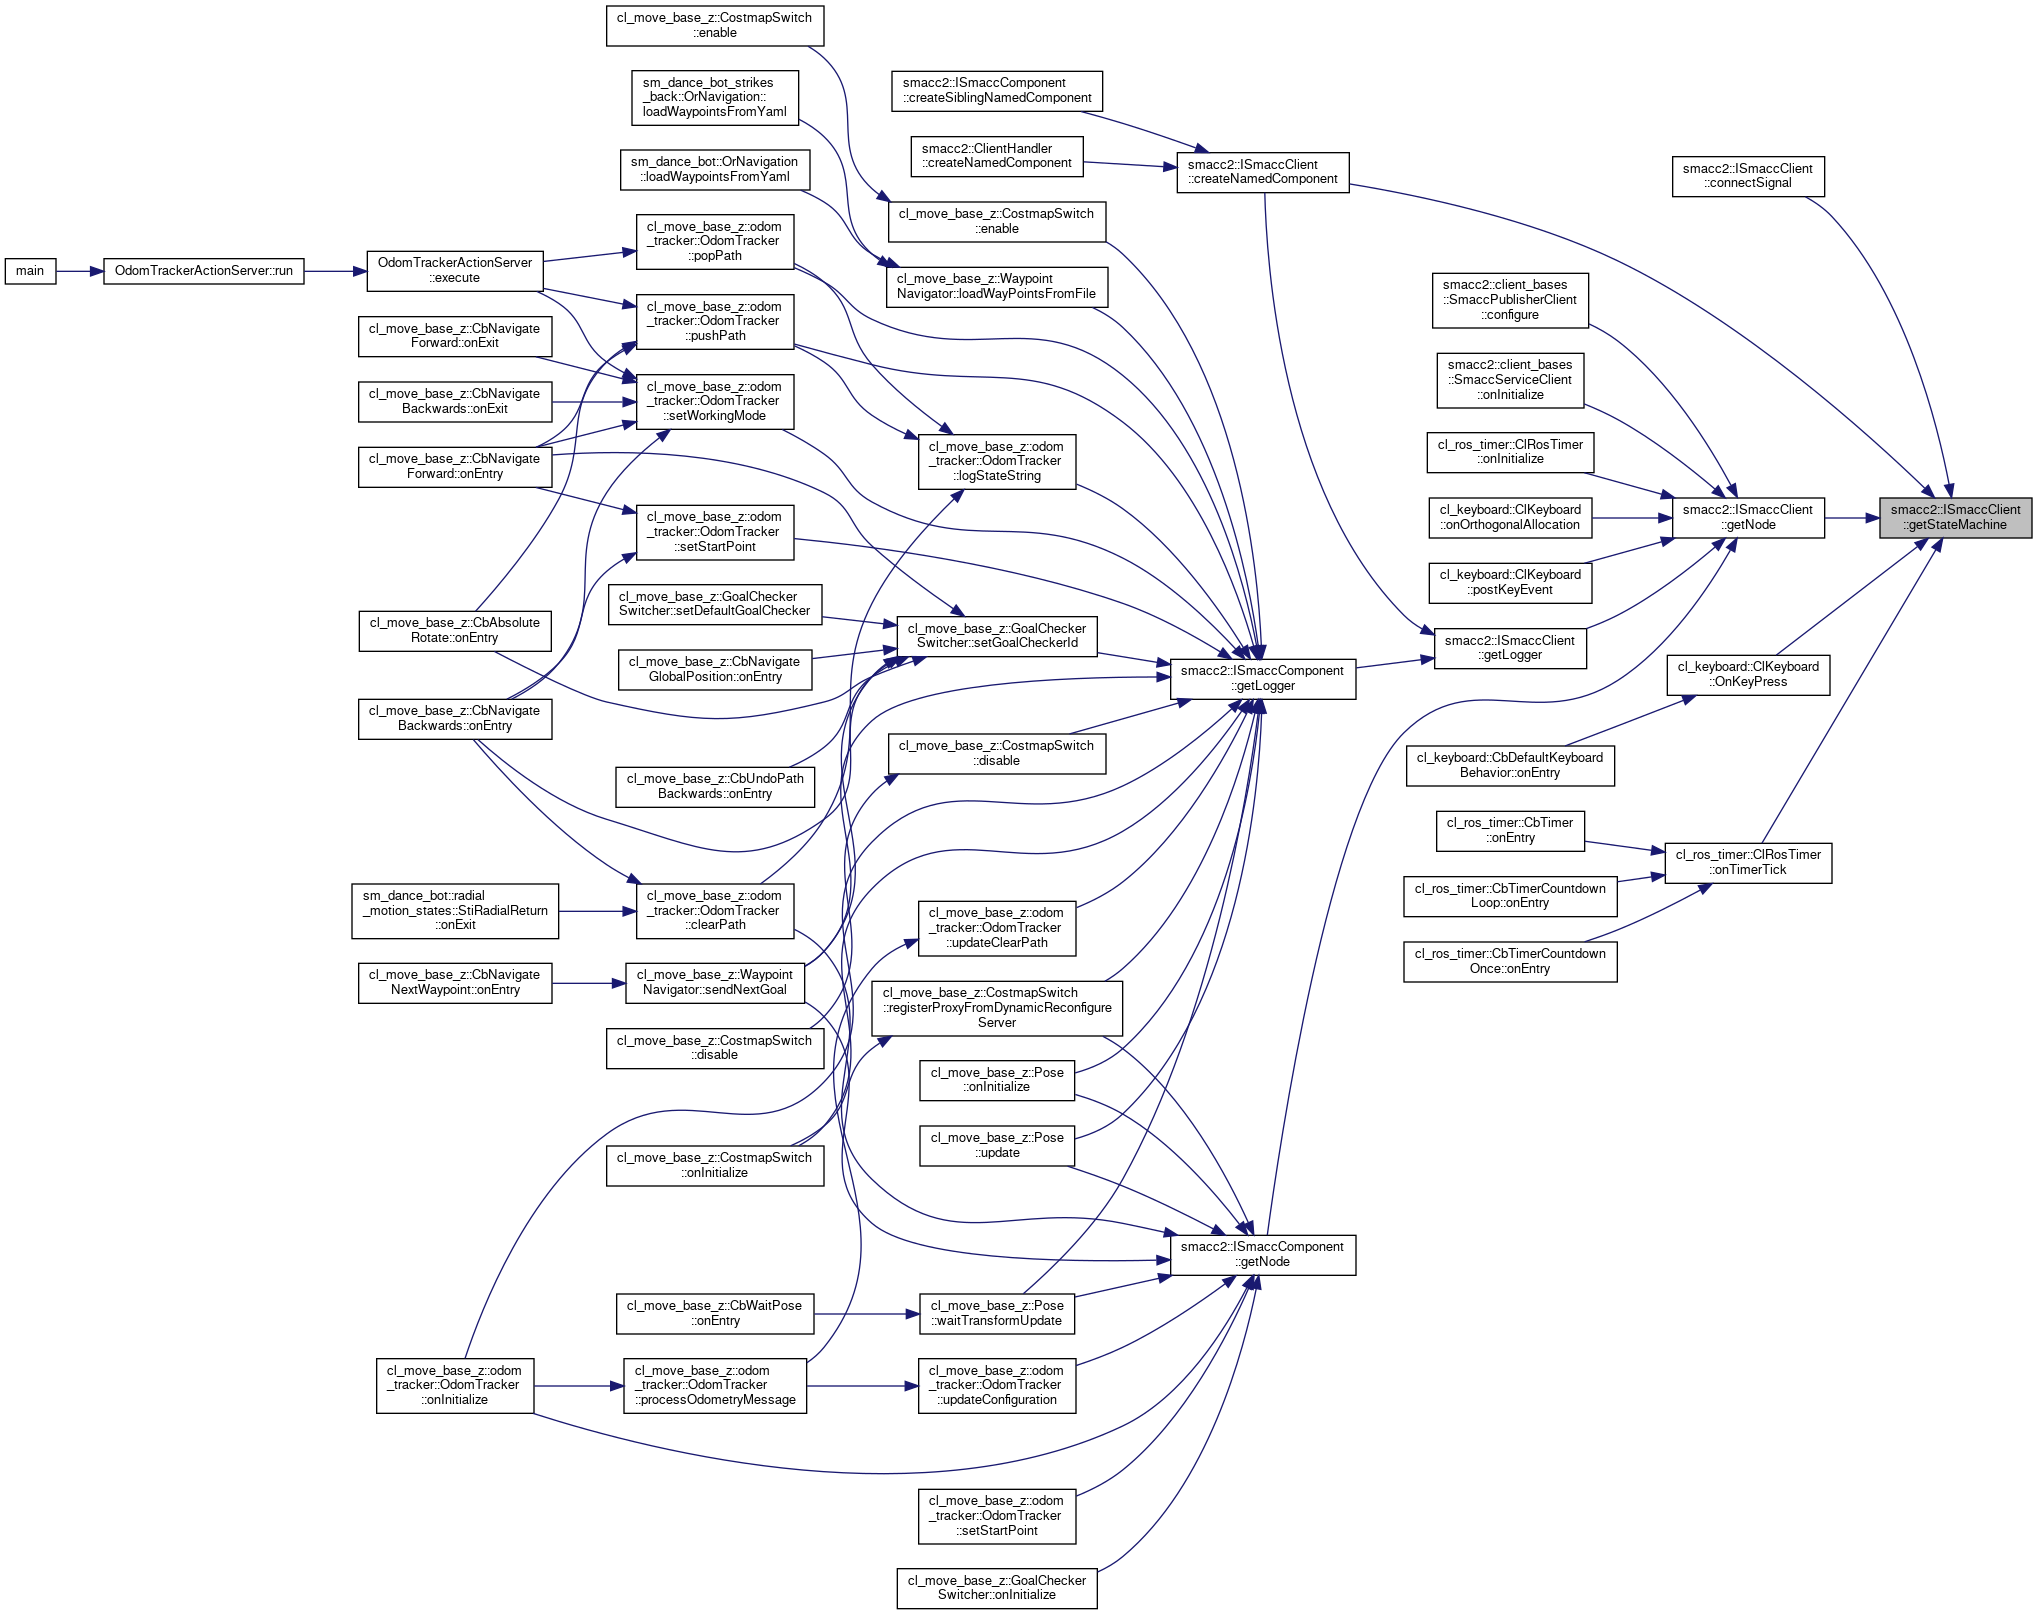 cl_move_base_z::CostmapSwitch
::enable
sm_dance_bot_strikes
_back::OrNavigation::
loadWaypointsFromYaml
sm_dance_bot::OrNavigation
::loadWaypointsFromYaml
cl_move_base_z::odom
_tracker::OdomTracker
::popPath
main
OdomTrackerActionServer::run
OdomTrackerActionServer
::execute
cl_move_base_z::odom
_tracker::OdomTracker
::pushPath
cl_move_base_z::CbNavigate
Forward::onExit
cl_move_base_z::CbNavigate
Backwards::onExit
cl_move_base_z::odom
_tracker::OdomTracker
::setWorkingMode
cl_move_base_z::CbNavigate
Forward::onEntry
cl_move_base_z::odom
_tracker::OdomTracker
::setStartPoint
cl_move_base_z::GoalChecker
Switcher::setDefaultGoalChecker
cl_move_base_z::CbAbsolute
Rotate::onEntry
cl_move_base_z::CbNavigate
GlobalPosition::onEntry
cl_move_base_z::CbNavigate
Backwards::onEntry
cl_move_base_z::CbUndoPath
Backwards::onEntry
sm_dance_bot::radial
_motion_states::StiRadialReturn
::onExit
cl_move_base_z::odom
_tracker::OdomTracker
::clearPath
cl_move_base_z::CbNavigate
NextWaypoint::onEntry
cl_move_base_z::Waypoint
Navigator::sendNextGoal
cl_move_base_z::CostmapSwitch
::disable
cl_move_base_z::CostmapSwitch
::onInitialize
cl_move_base_z::CbWaitPose
::onEntry
cl_move_base_z::odom
_tracker::OdomTracker
::onInitialize
cl_move_base_z::odom
_tracker::OdomTracker
::processOdometryMessage
smacc2::ISmaccComponent
::createSiblingNamedComponent
smacc2::ClientHandler
::createNamedComponent
cl_move_base_z::CostmapSwitch
::enable
cl_move_base_z::Waypoint
Navigator::loadWayPointsFromFile
cl_move_base_z::odom
_tracker::OdomTracker
::logStateString
cl_move_base_z::GoalChecker
Switcher::setGoalCheckerId
cl_move_base_z::CostmapSwitch
::disable
cl_move_base_z::odom
_tracker::OdomTracker
::updateClearPath
cl_move_base_z::CostmapSwitch
::registerProxyFromDynamicReconfigure
Server
cl_move_base_z::Pose
::onInitialize
cl_move_base_z::Pose
::update
cl_move_base_z::Pose
::waitTransformUpdate
cl_move_base_z::odom
_tracker::OdomTracker
::updateConfiguration
cl_move_base_z::odom
_tracker::OdomTracker
::setStartPoint
cl_move_base_z::GoalChecker
Switcher::onInitialize
smacc2::ISmaccClient
::createNamedComponent
smacc2::ISmaccComponent
::getLogger
smacc2::ISmaccComponent
::getNode
smacc2::client_bases
::SmaccPublisherClient
::configure
smacc2::client_bases
::SmaccServiceClient
::onInitialize
cl_ros_timer::ClRosTimer
::onInitialize
cl_keyboard::ClKeyboard
::onOrthogonalAllocation
cl_keyboard::ClKeyboard
::postKeyEvent
smacc2::ISmaccClient
::getLogger
cl_keyboard::CbDefaultKeyboard
Behavior::onEntry
cl_ros_timer::CbTimer
::onEntry
cl_ros_timer::CbTimerCountdown
Loop::onEntry
cl_ros_timer::CbTimerCountdown
Once::onEntry
smacc2::ISmaccClient
::connectSignal
smacc2::ISmaccClient
::getNode
cl_keyboard::ClKeyboard
::OnKeyPress
cl_ros_timer::ClRosTimer
::onTimerTick
smacc2::ISmaccClient
::getStateMachine